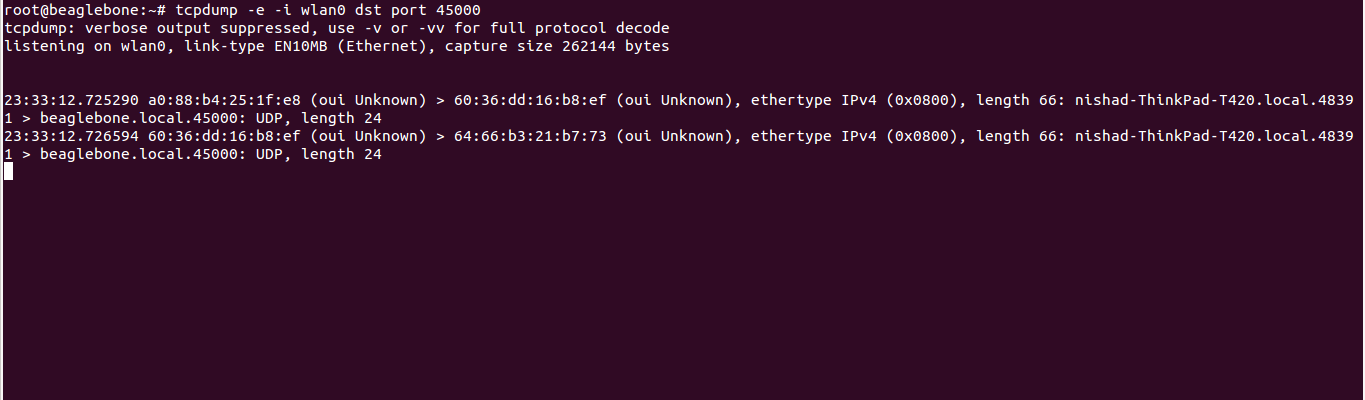 root@beaglebone:~# tcpdump -e -i wlan0 dst port 45000
tcpdump: verbose output suppressed, use -v or -vv for full protocol decode
listening on wlan0, link-type EN10MB (Ethernet), capture size 262144 bytes
23:33:12.725290 a0:88:b4:25:1f:e8 (oui Unknown) > 60:36:dd:16:b8:ef (oui Unknown), ethertype IPv4 (0x0800), length 66: nishad-ThinkPad-T420.local.4839
1 > beaglebone.local.45000: UDP, length 24
23:33:12.726594 60:36:dd:16:b8:ef (oui Unknown) > 64:66:b3:21:b7:73 (oui Unknown), ethertype IPv4 (0x0800), length 66: nishad-ThinkPad-T420.local.4839
1 > beaglebone.local.45000: UDP, length 24